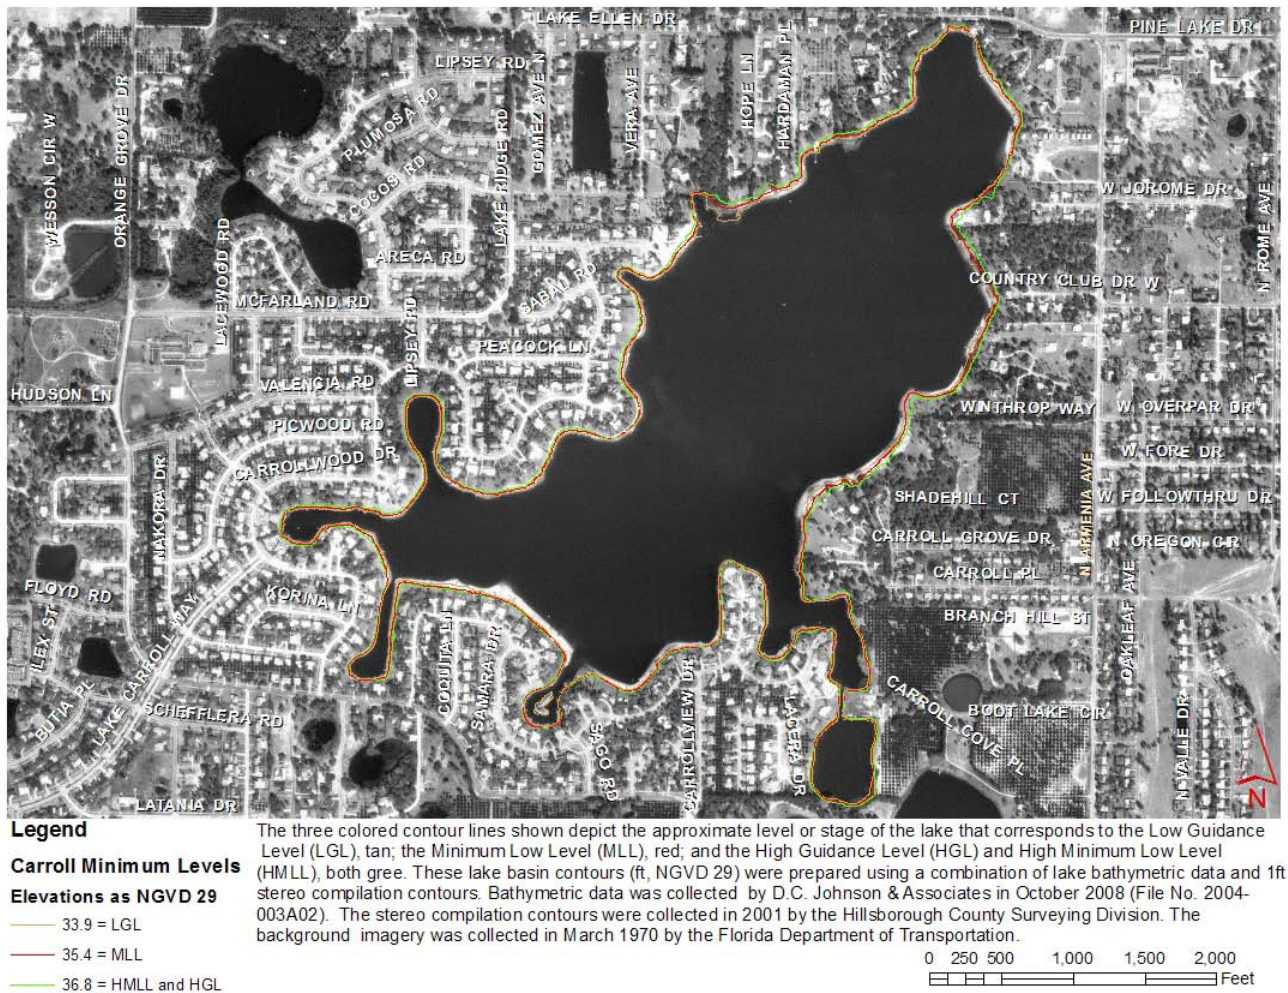 LAKE ELLEN DR
PINE LAKE DR
LIPSEY RD
PLUMOSA RD
COCOS RD
LAKE RIDGE RD
GOMEZ AVE N
VERA AVE
HOPE LN
HARDAMAN PL
WESSON CIR W
ORANGE GROVE DR
W JOROME DR
N ROME AVE
LACEWOOD RD
ARECA RD
SABAL RD
MCFARLAND RD
COUNTRY CLUB DR W
LIPSEY RD
PEACOCK LN
VALENCIA RD
HUDSON LN
PICWOOD RD
WINTHROP WAY
W OVERPAR DR
CARROLLWOOD DR
W FORE DR
NAKORA DR
SHADEHILL CT
N ARMENIA AVE
W FOLLOWTHRU DR
CARROLL GROVE DR
N OREGON CIR
CARROLL PL
FLOYD RD
KORINA LN
BRANCH HILL ST
ILEX ST
LAKE CARROLL WAY
COQUITA LN
SAMARA DR
OAKLEAF AVE
BUTIA PL
SCHEFFLERA RD
SAGO RD
CARROLLVIEW DR
LACERA DR
CARROLL COVE PL
BOOT LAKE CIR
N VALLE DR
LATANIA DR
N
Legend
Carroll Minimum Levels
Elevations as NGVD 29
33.9 = LGL
35.4 = MLL
36.8 = HMLL and HGL
The three colored contour lines shown depict the approximate level or stage of the lake that corresponds to the Low Guidance
Level (LGL), tan; the Minimum Low Level (MLL), red; and the High Guidance Level (HGL) and High Minimum Low Level
(HMLL), both gree. These lake basin contours (ft, NGVD 29) were prepared using a combination of lake bathymetric data and 1ft
stereo compilation contours. Bathymetric data was collected by D.C. Johnson & Associates in October 2008 (File No. 2004-
003A02). The stereo compilation contours were collected in 2001 by the Hillsborough County Surveying Division. The
background imagery was collected in March 1970 by the Florida Department of Transportation.
0 250 500 1,000 1,500 2,000
Feet